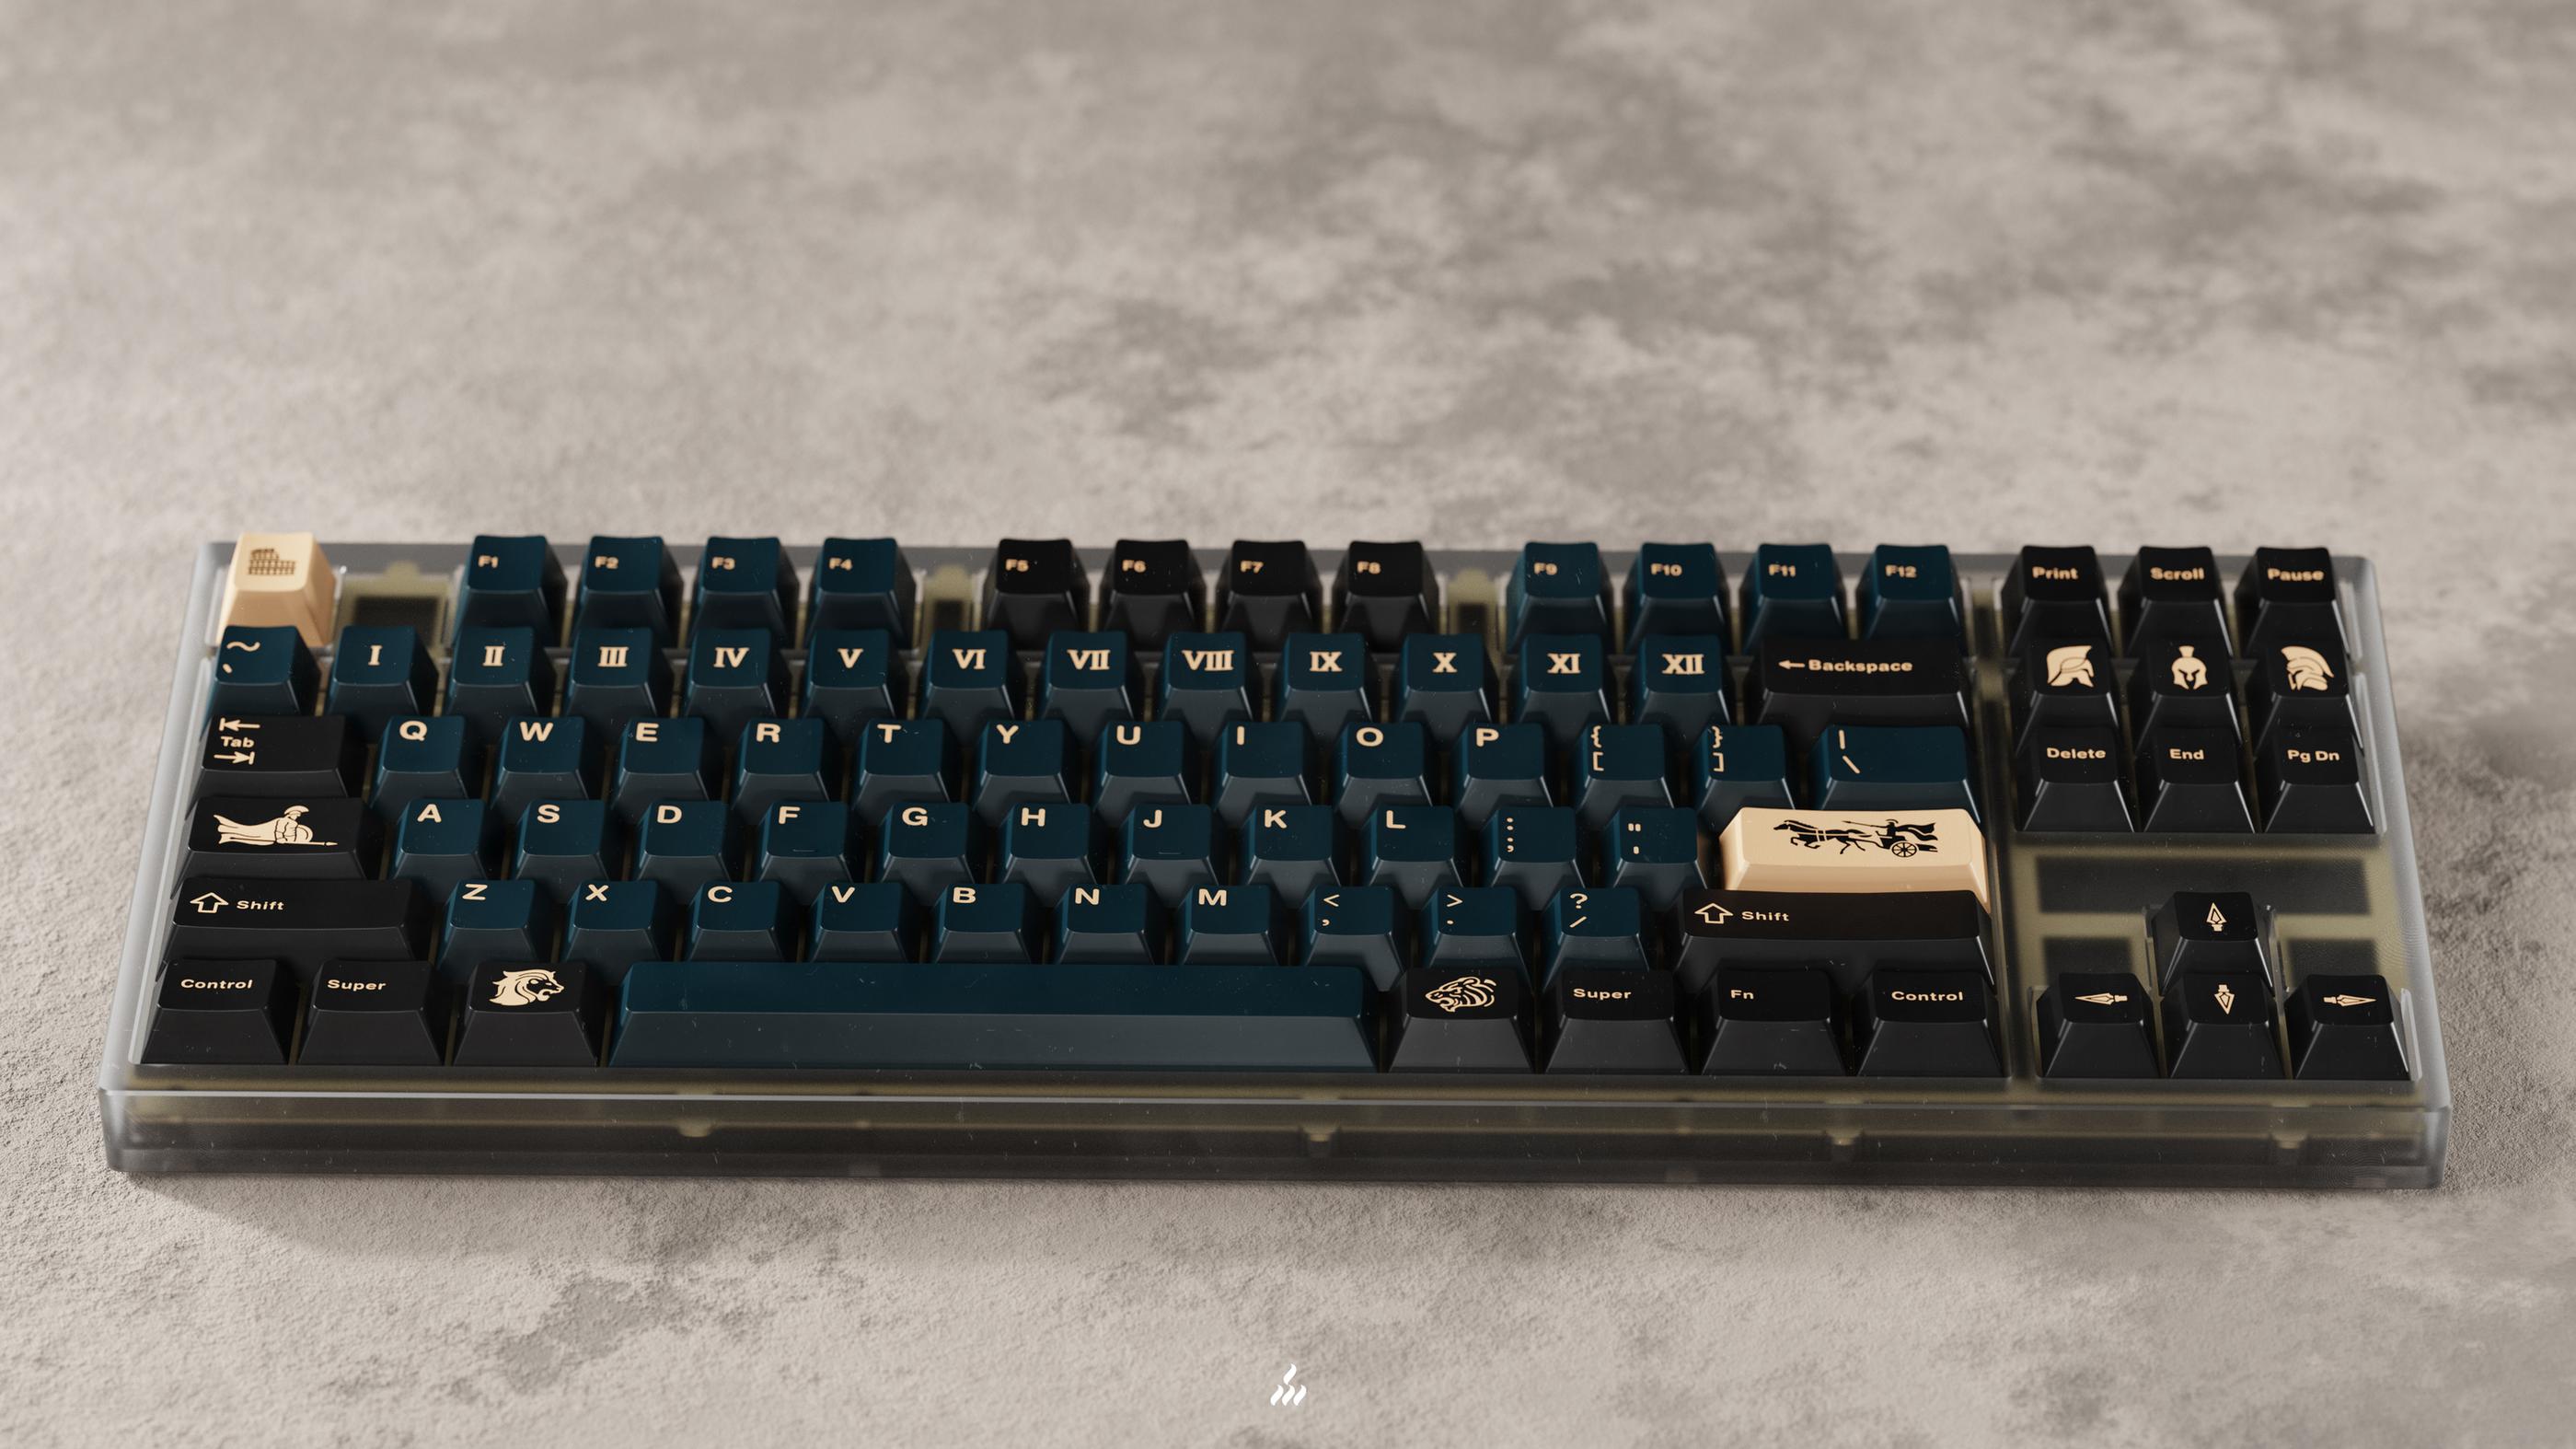 F1 F2 F3 F4 F5 F6 F7 F8 F9 F10 F11 F12 Print Scroll Pause
~ I II III IV V VI VII VIII IX X XI XII ←Backspace
`
Tab Q W E R T Y U I O P { } |
[ ] \
Delete End Pg Dn
A S D F G H J K L : "
; '
Shift Z X C V B N M < > ? Shift
, . /
Control Super Super Fn Control